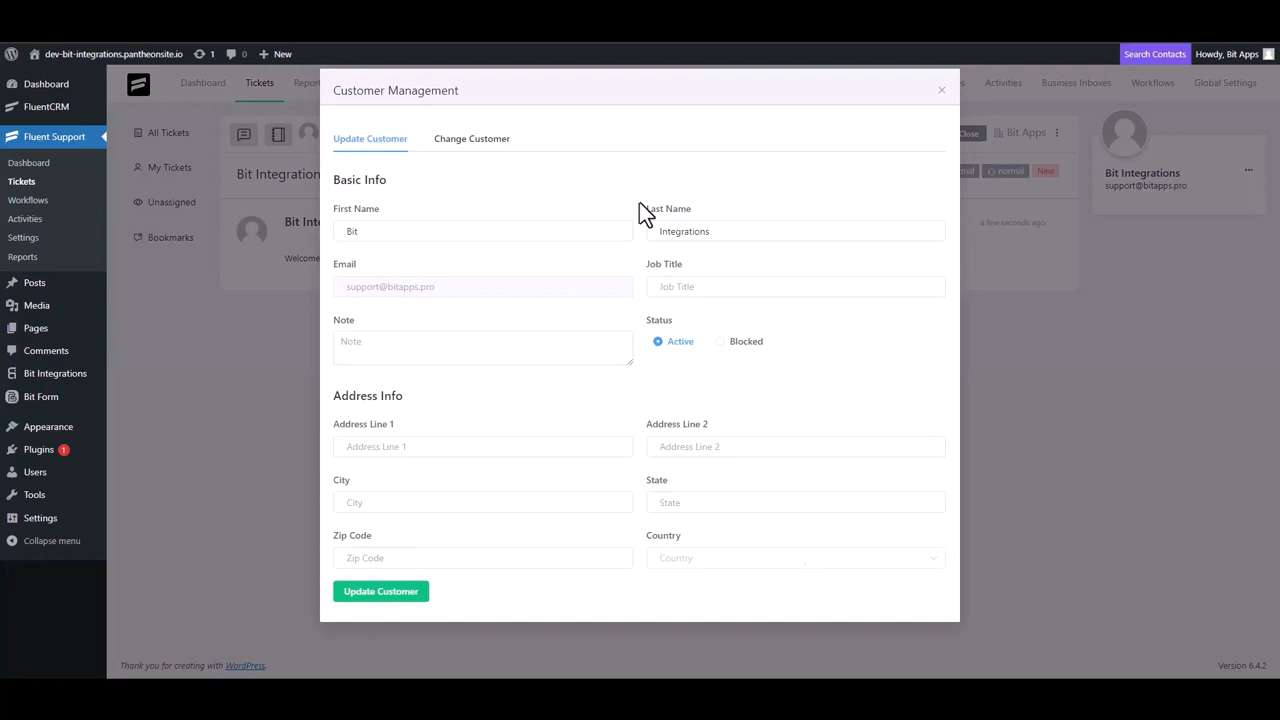 dev-bit-integrations.pantheonsite.io 1 0 New Search Contacts Howdy, Bit Apps
Dashboard
FluentCRM
Fluent Support
Dashboard
Tickets
Workflows
Activities
Settings
Reports
Posts
Media
Pages
Comments
Bit Integrations
Bit Form
Appearance
Plugins 1
Users
Tools
Settings
Collapse menu
Dashboard Tickets Activities Business Inboxes Workflows Global Settings
All Tickets
My Tickets
Unassigned
Bookmarks
Customer Management
Update Customer Change Customer
Basic Info
First Name Last Name
Bit Integrations
Email Job Title
support@bitapps.pro Job Title
Note Status
Note Active Blocked
Address Info
Address Line 1 Address Line 2
Address Line 1 Address Line 2
City State
City State
Zip Code Country
Zip Code Country
Update Customer
Bit Apps
normal New
a few seconds ago
Bit Integrations
support@bitapps.pro
Thank you for creating with WordPress. Version 6.4.2